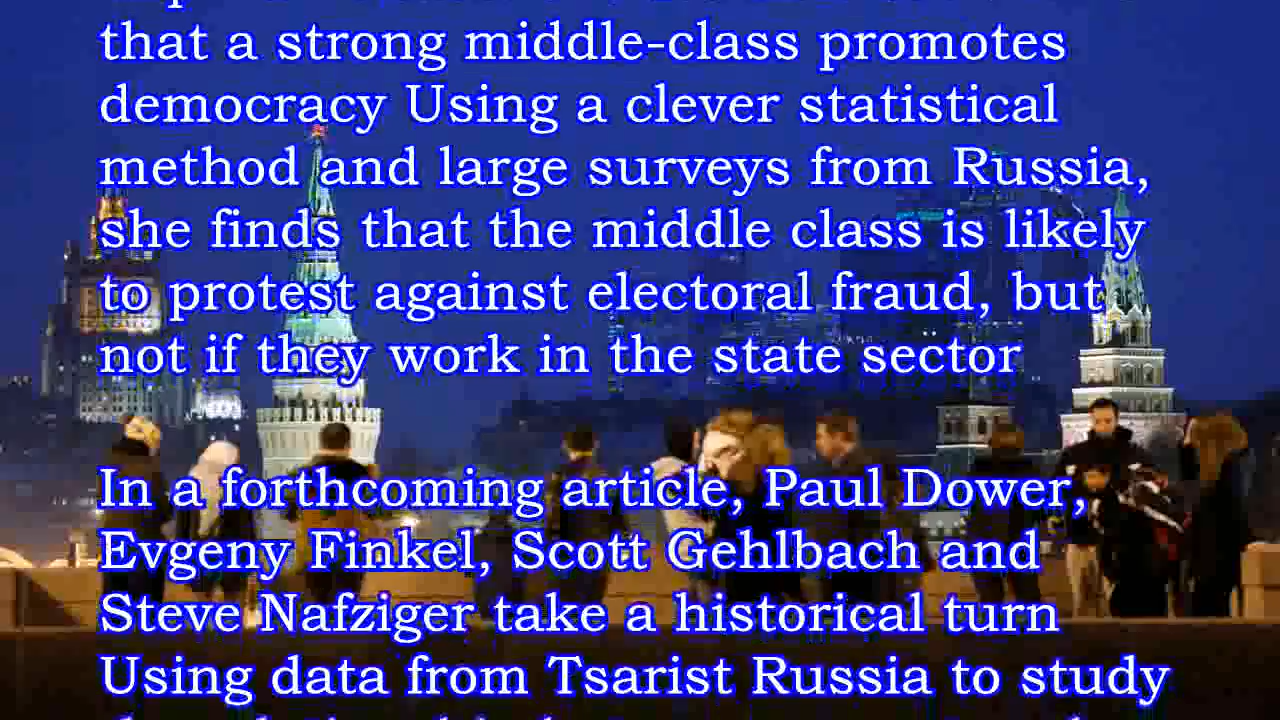 that a strong middle-class promotes
democracy Using a clever statistical
method and large surveys from Russia,
she finds that the middle class is likely
to protest against electoral fraud, but
not if they work in the state sector
In a forthcoming article, Paul Dower,
Evgeny Finkel, Scott Gehlbach and
Steve Nafziger take a historical turn
Using data from Tsarist Russia to study